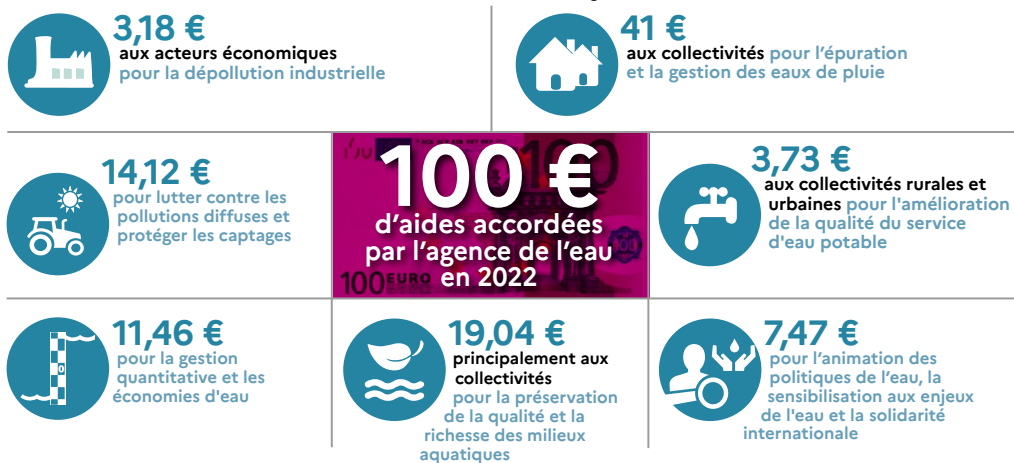 3,18 €
aux acteurs économiques
pour la dépollution industrielle
41 €
aux collectivités pour l'épuration
et la gestion des eaux de pluie
14,12 €
pour lutter contre les
pollutions diffuses et
protéger les captages
100 €
d'aides accordées
par l'agence de l'eau
en 2022
100 EURO
3,73 €
aux collectivités rurales et
urbaines pour l'amélioration
de la qualité du service
d'eau potable
11,46 €
pour la gestion
quantitative et les
économies d'eau
0
19,04 €
principalement aux
collectivités
pour la préservation
de la qualité et la
richesse des milieux
aquatiques
7,47 €
pour l'animation des
politiques de l'eau, la
sensibilisation aux enjeux
de l'eau et la solidarité
internationale